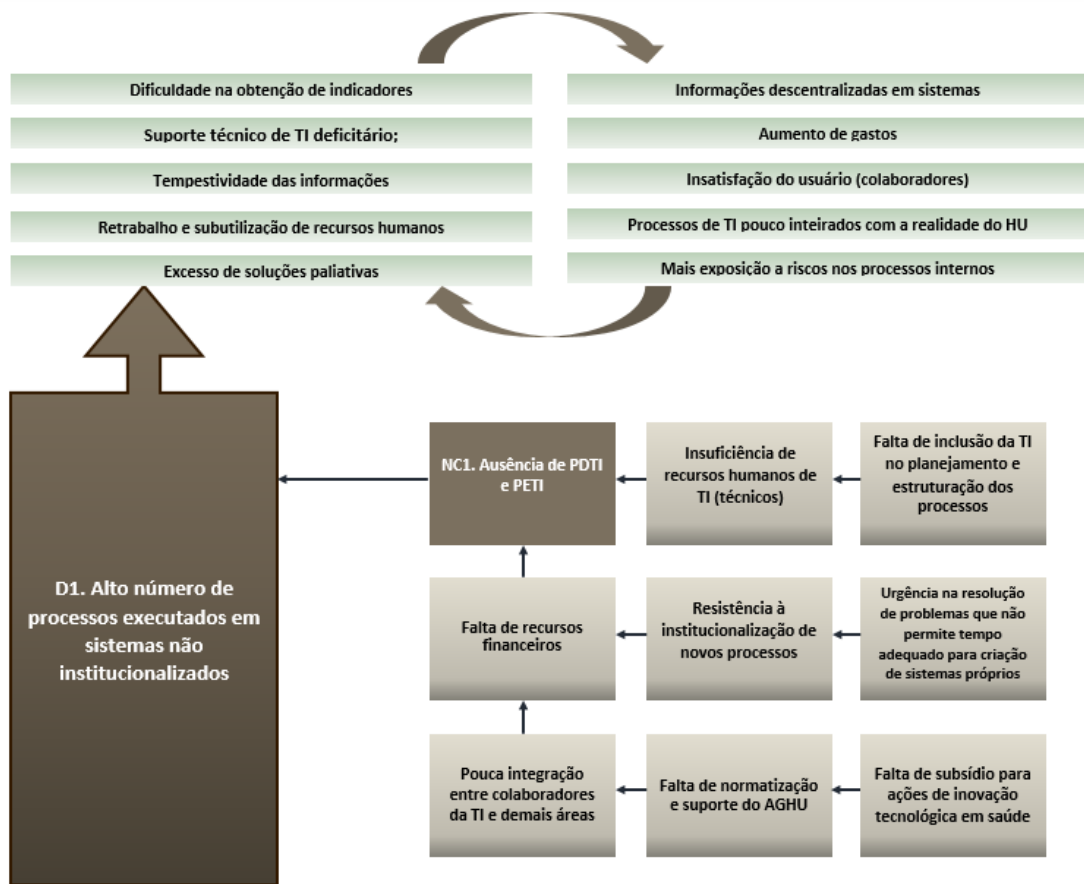 Dificuldade na obtenção de indicadores
Suporte técnico de TI deficitário;
Tempestividade das informações
Retrabalho e subutilização de recursos humanos
Excesso de soluções paliativas
Informações descentralizadas em sistemas
Aumento de gastos
Insatisfação do usuário (colaboradores)
Processos de TI pouco inteirados com a realidade do HU
Mais exposição a riscos nos processos internos
D1. Alto número de
processos executados em
sistemas não
institucionalizados
NC1. Ausência de PDTI
e PETI
Insuficiência de
recursos humanos de
TI (técnicos)
Falta de inclusão da TI
no planejamento e
estruturação dos
processos
Falta de recursos
financeiros
Resistência à
institucionalização de
novos processos
Urgência na resolução
de problemas que não
permite tempo
adequado para criação
de sistemas próprios
Pouca integração
entre colaboradores
da TI e demais áreas
Falta de normatização
e suporte do AGHU
Falta de subsídio para
ações de inovação
tecnológica em saúde